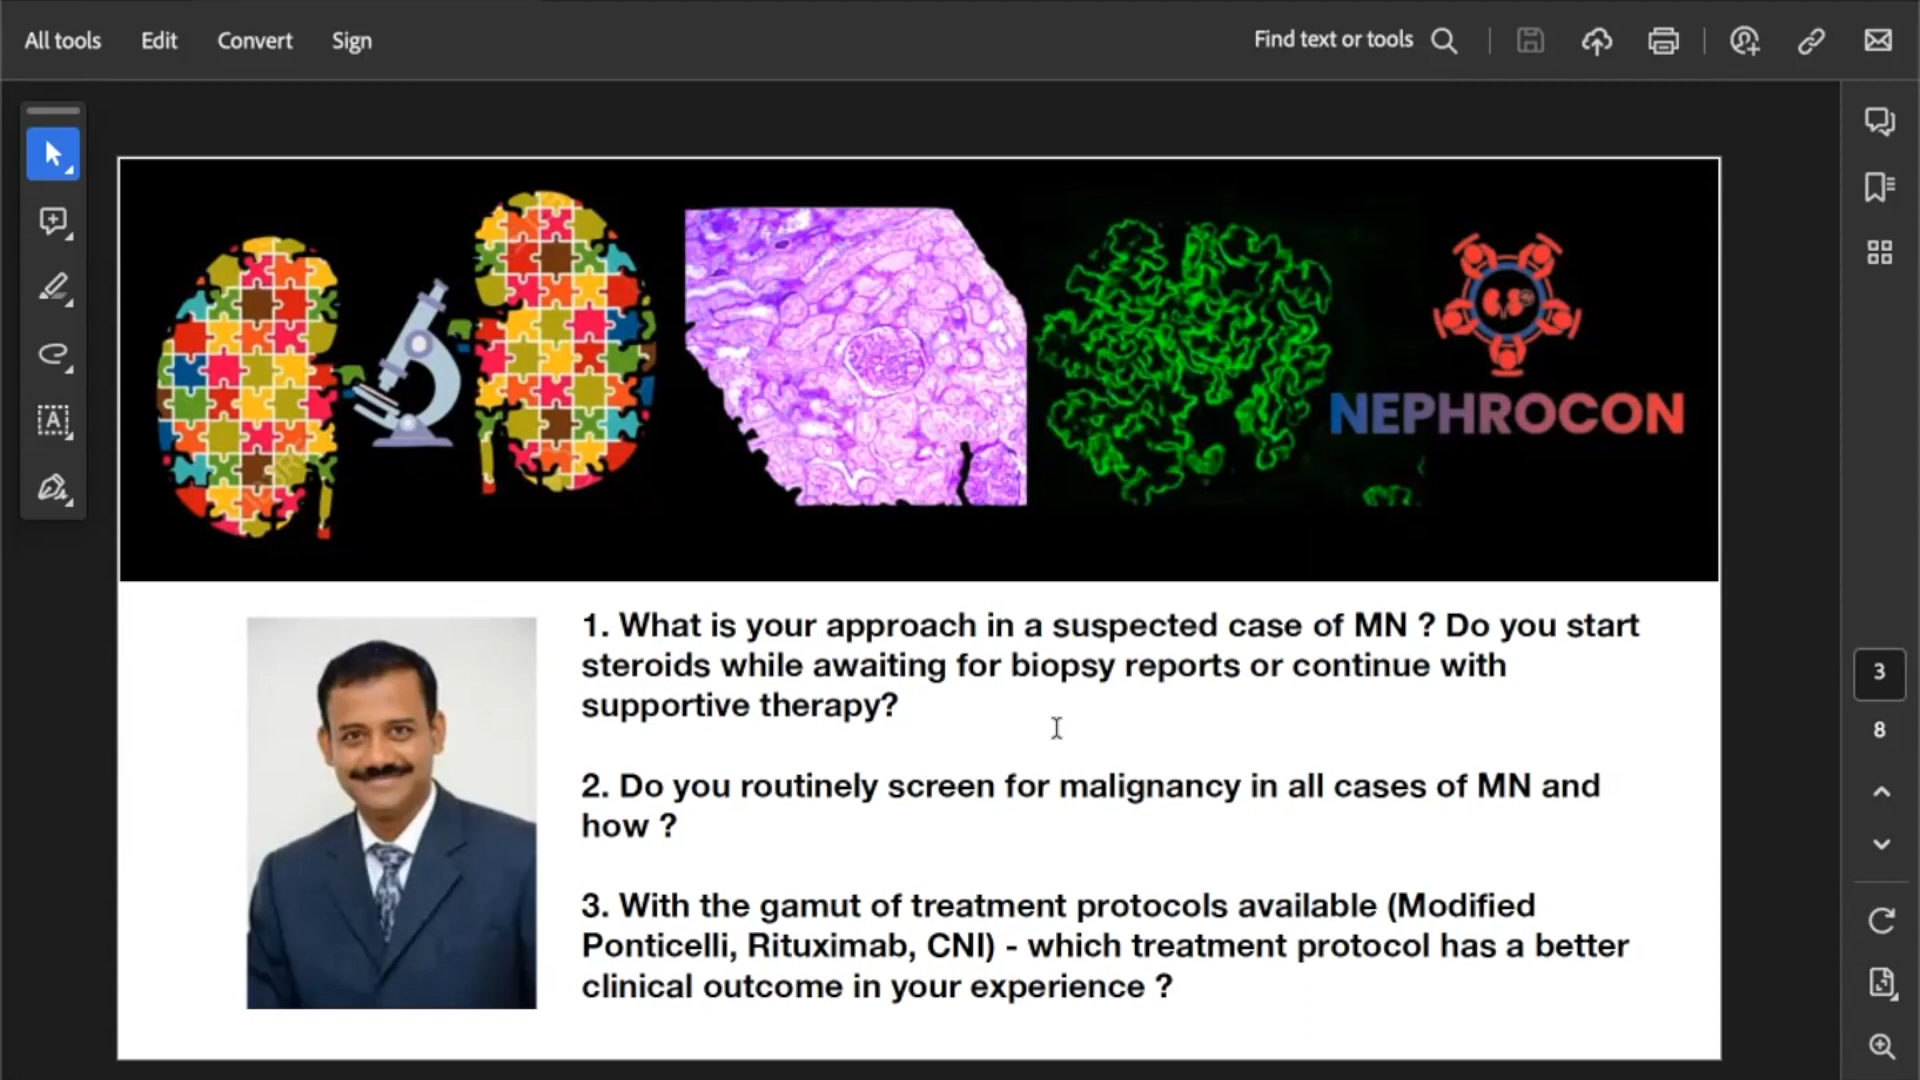 All tools Edit Convert Sign Find text or tools
NEPHROCON
1. What is your approach in a suspected case of MN ? Do you start
steroids while awaiting for biopsy reports or continue with
supportive therapy?
2. Do you routinely screen for malignancy in all cases of MN and
how ?
3. With the gamut of treatment protocols available (Modified
Ponticelli, Rituximab, CNI) - which treatment protocol has a better
clinical outcome in your experience ?
3
8